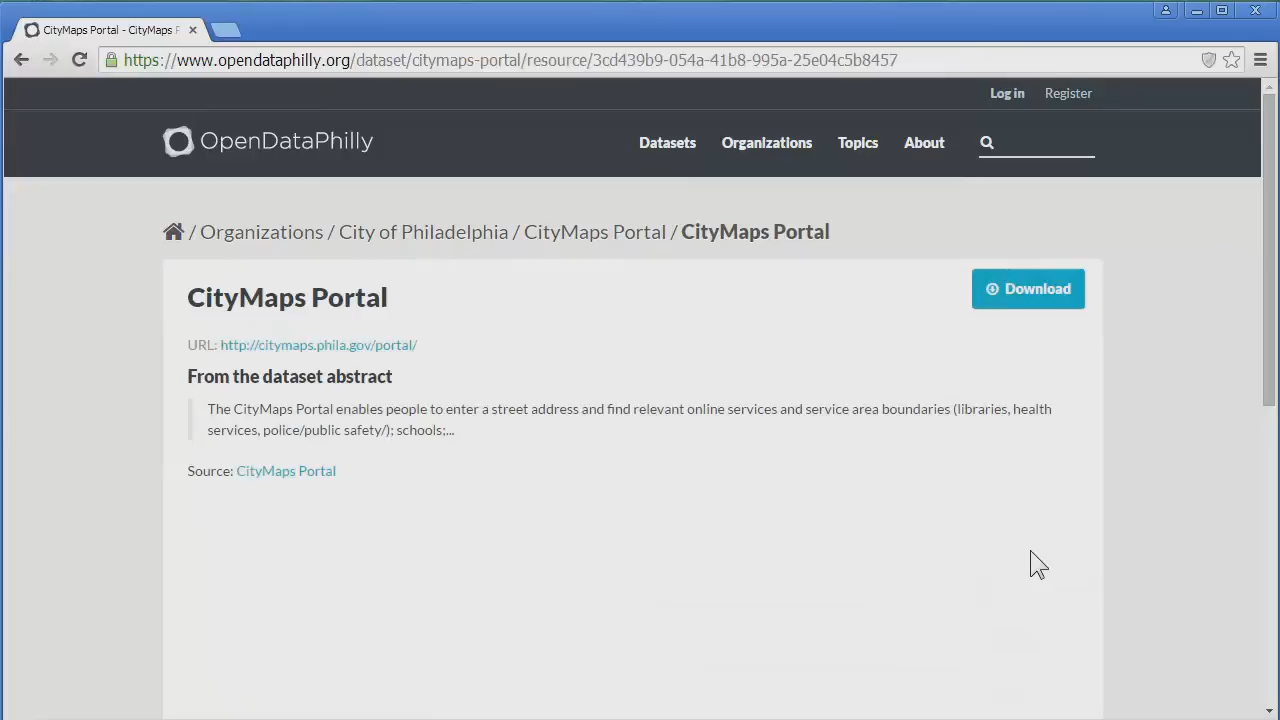 CityMaps Portal - CityMaps F
https://www.opendataphilly.org/dataset/citymaps-portal/resource/3cd439b9-054a-41b8-995a-25e04c5b8457
Log in Register
OpenDataPhilly Datasets Organizations Topics About
/ Organizations / City of Philadelphia / CityMaps Portal / CityMaps Portal
CityMaps Portal
Download
URL: http://citymaps.phila.gov/portal/
From the dataset abstract
The CityMaps Portal enables people to enter a street address and find relevant online services and service area boundaries (libraries, health
services, police/public safety/); schools;...
Source: CityMaps Portal